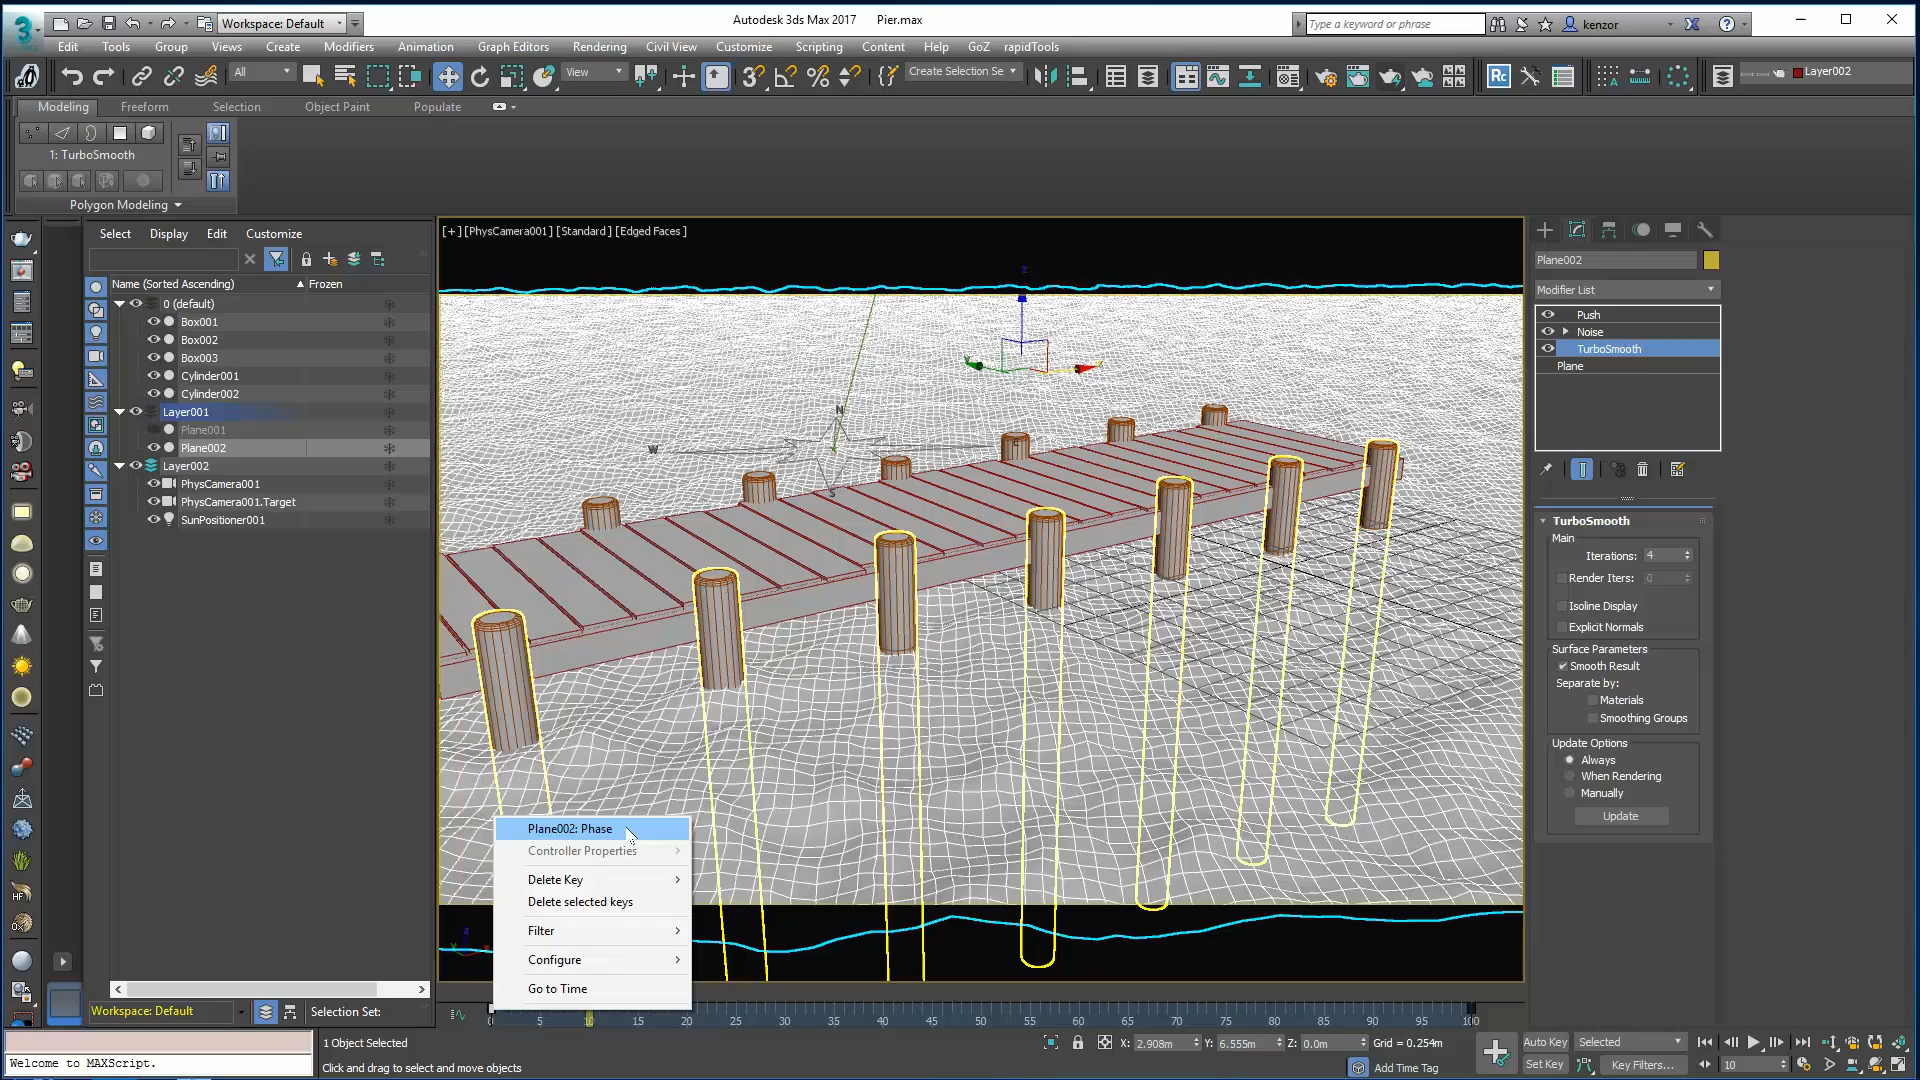 Workspace: Default
Autodesk 3ds Max 2017 Pier.max
Type a keyword or phrase
kenzor
Edit Tools Group Views Create Modifiers Animation Graph Editors Rendering Civil View Customize Scripting Content Help GoZ rapidTools
All
View
Create Selection Se
Rc
Layer002
Modeling Freeform Selection Object Paint Populate
1: TurboSmooth
Polygon Modeling
Select Display Edit Customize
Name (Sorted Ascending) Frozen
0 (default)
Box001
Box002
Box003
Cylinder001
Cylinder002
Layer001
Plane001
Plane002
Layer002
PhysCamera001
PhysCamera001.Target
SunPositioner001
[+] [PhysCamera001] [Standard] [Edged Faces]
N
W
S
Plane002: Phase
Controller Properties
Delete Key
Delete selected keys
Filter
Configure
Go to Time
Plane002
Modifier List
Push
Noise
TurboSmooth
Plane
TurboSmooth
Main
Iterations: 4
Render Iters: 0
Isoline Display
Explicit Normals
Surface Parameters
Smooth Result
Separate by:
Materials
Smoothing Groups
Update Options
Always
When Rendering
Manually
Update
Workspace: Default
Selection Set:
0 5 10 15 20 25 30 35 40 45 50 55 60 65 70 75 80 85 90 95 100
Welcome to MAXScript.
1 Object Selected
Click and drag to select and move objects
X: 2.908m Y: 6.555m Z: 0.0m Grid = 0.254m
Add Time Tag
Auto Key Selected
Set Key Key Filters...
10